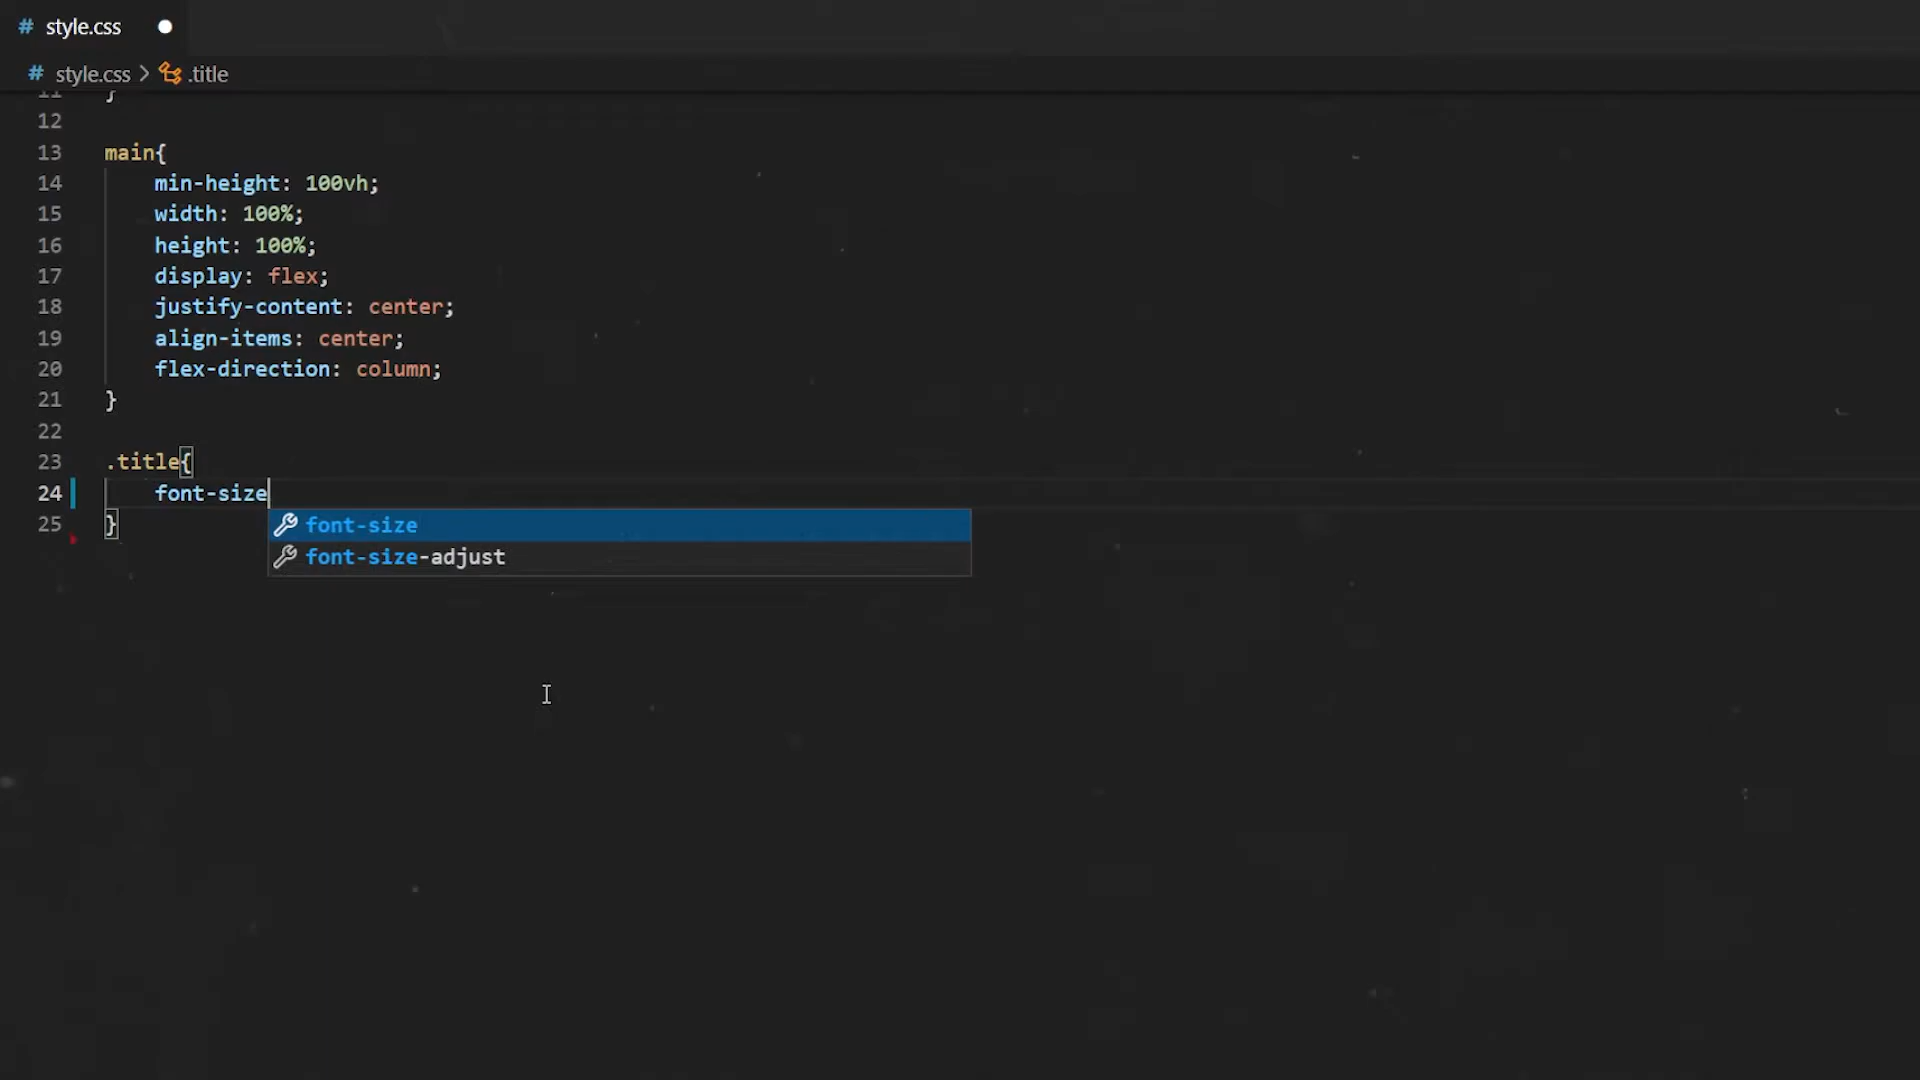 # style.css
# style.css > .title
11 }
12
13 main{
14 min-height: 100vh;
15 width: 100%;
16 height: 100%;
17 display: flex;
18 justify-content: center;
19 align-items: center;
20 flex-direction: column;
21 }
22
23 .title{
24 font-size
25 }
font-size
font-size-adjust